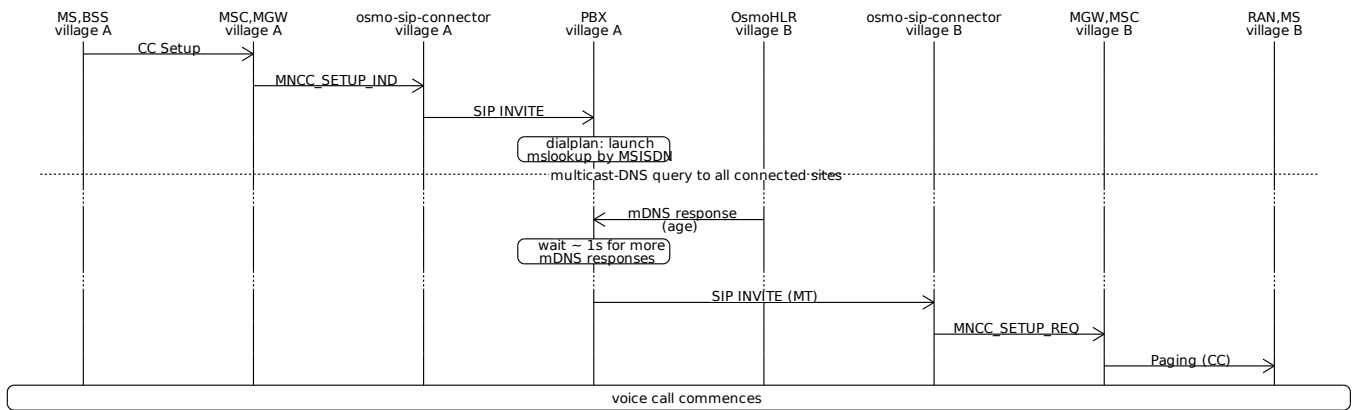 MS,BSS
village A
MSC,MGW
village A
osmo-sip-connector
village A
PBX
village A
OsmoHLR
village B
osmo-sip-connector
village B
MGW,MSC
village B
RAN,MS
village B
CC Setup
MNCC_SETUP_IND
SIP INVITE
dialplan: launch
mslookup by MSISDN
multicast-DNS query to all connected sites
mDNS response
(age)
wait ~ 1s for more
mDNS responses
SIP INVITE (MT)
MNCC_SETUP_REQ
Paging (CC)
voice call commences